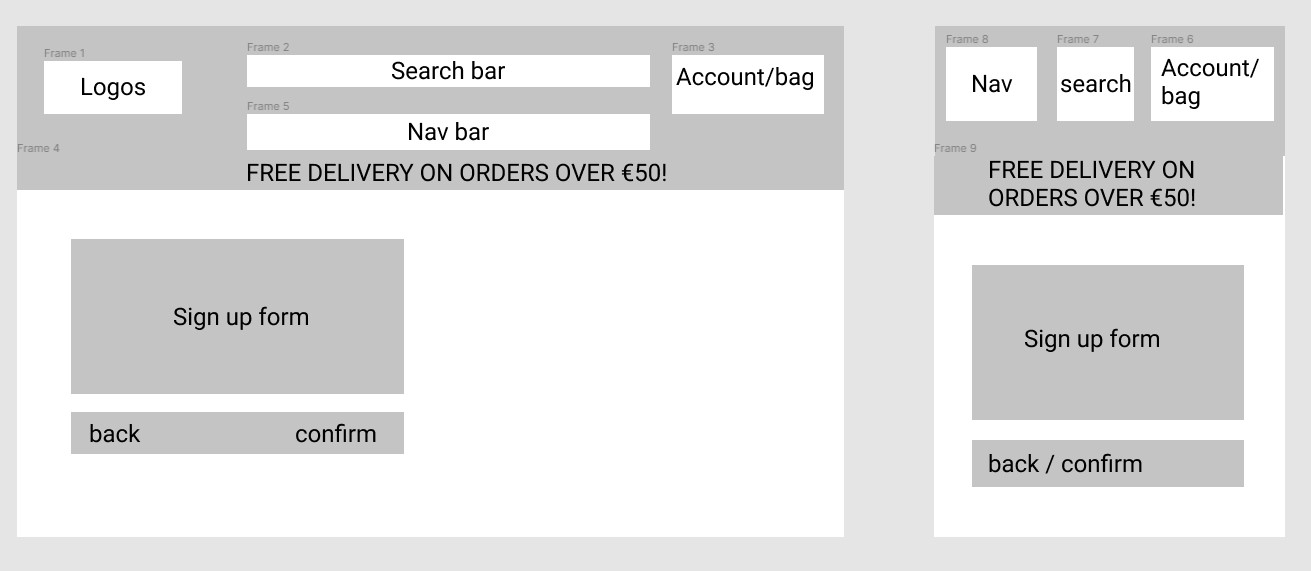 Frame 1
Logos
Frame 2
Search bar
Frame 3
Account/bag
Frame 5
Nav bar
Frame 4
FREE DELIVERY ON ORDERS OVER €50!
Sign up form
back
confirm
Frame 8
Nav
Frame 7
search
Frame 6
Account/
bag
Frame 9
FREE DELIVERY ON
ORDERS OVER €50!
Sign up form
back / confirm